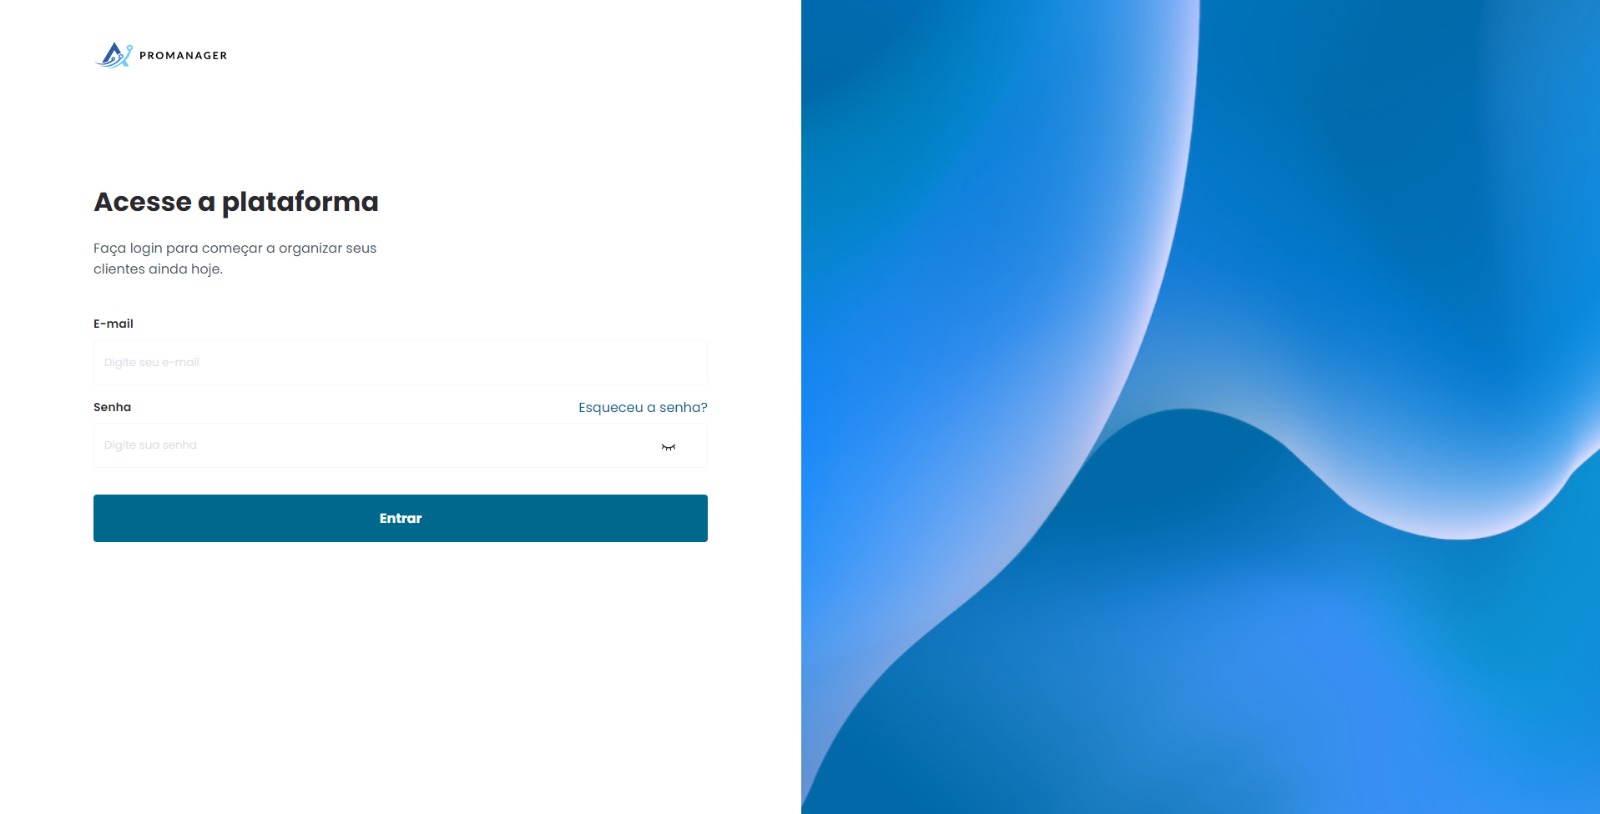 PROMANAGER
Acesse a plataforma
Faça login para começar a organizar seus
clientes ainda hoje.
E-mail
Digite seu e-mail
Senha
Esqueceu a senha?
Digite sua senha
Entrar